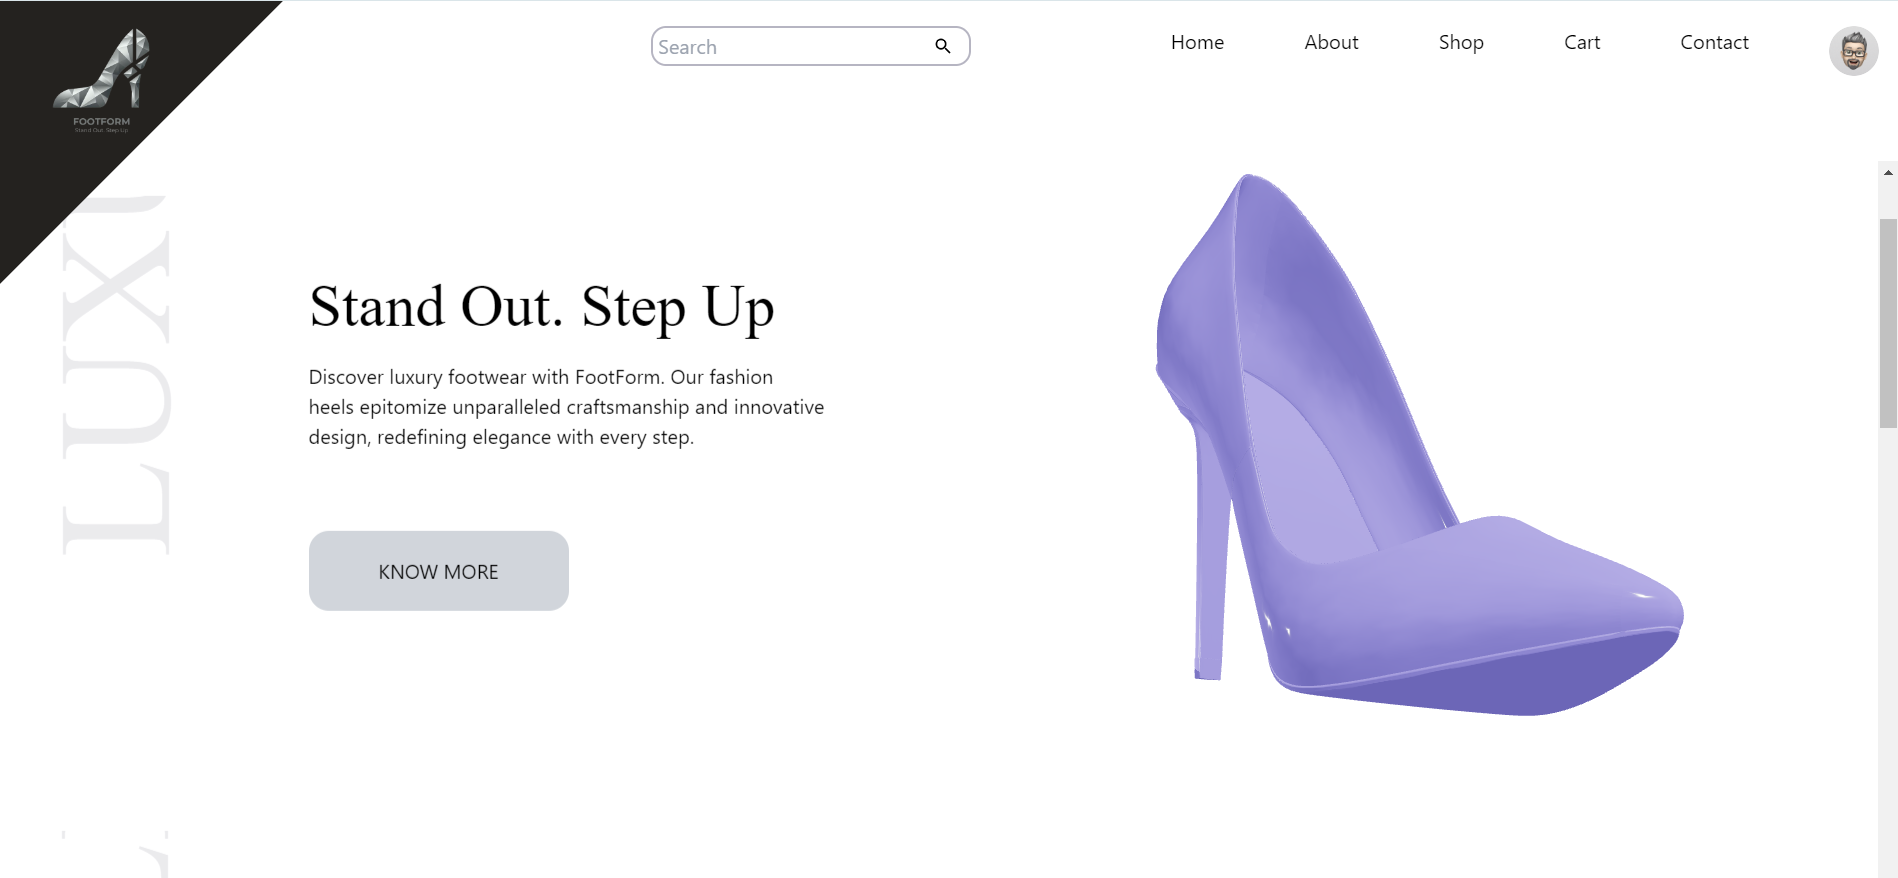 FOOTFORM
Stand Out. Step Up
Search
Home
About
Shop
Cart
Contact
LUXU
Stand Out. Step Up
Discover luxury footwear with FootForm. Our fashion
heels epitomize unparalleled craftsmanship and innovative
design, redefining elegance with every step.
KNOW MORE